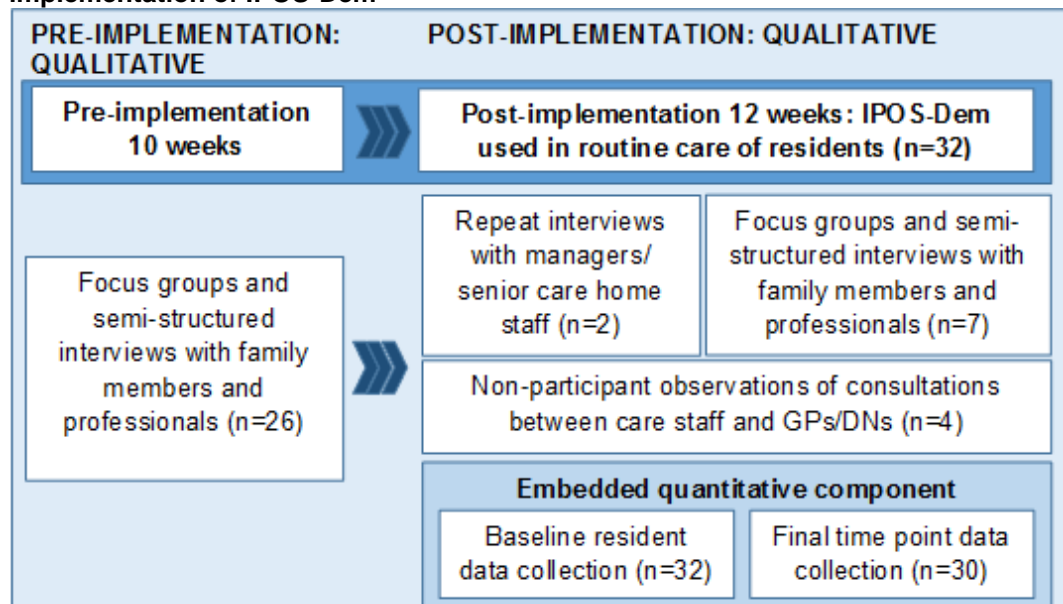 Implementation of IPOS-Dem
PRE-IMPLEMENTATION:
QUALITATIVE
POST-IMPLEMENTATION: QUALITATIVE
Pre-implementation
10 weeks
Post-implementation 12 weeks: IPOS-Dem
used in routine care of residents (n=32)
Focus groups and
semi-structured
interviews with family
members and
professionals (n=26)
Repeat interviews
with managers/
senior care home
staff (n=2)
Focus groups and semi-
structured interviews with
family members and
professionals (n=7)
Non-participant observations of consultations
between care staff and GPs/DNs (n=4)
Embedded quantitative component
Baseline resident
data collection (n=32)
Final time point data
collection (n=30)